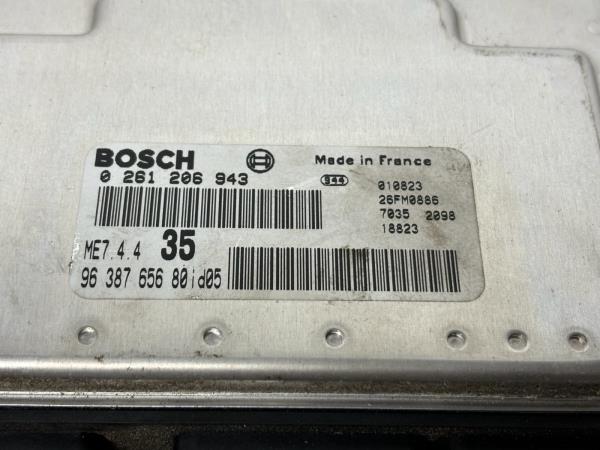 BOSCH Made in France
0 261 206 943 944 010823
26FM0886
7035 2098
18823
ME7.4.4 35
96 387 656 80 id05